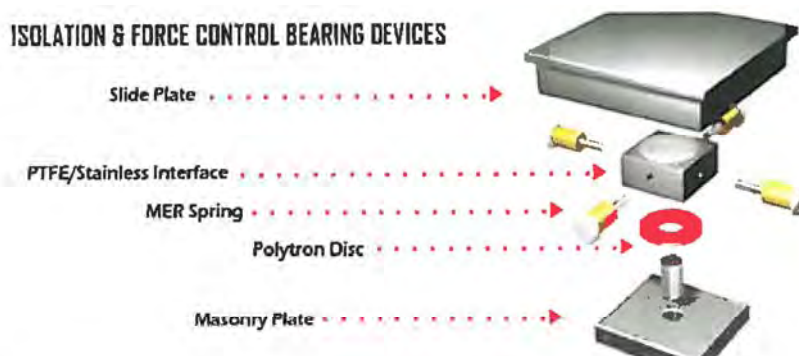 ISOLATION & FORCE CONTROL BEARING DEVICES
Slide Plate
PTFE/Stainless Interface
MER Spring
Polytron Disc
Masonry Plate